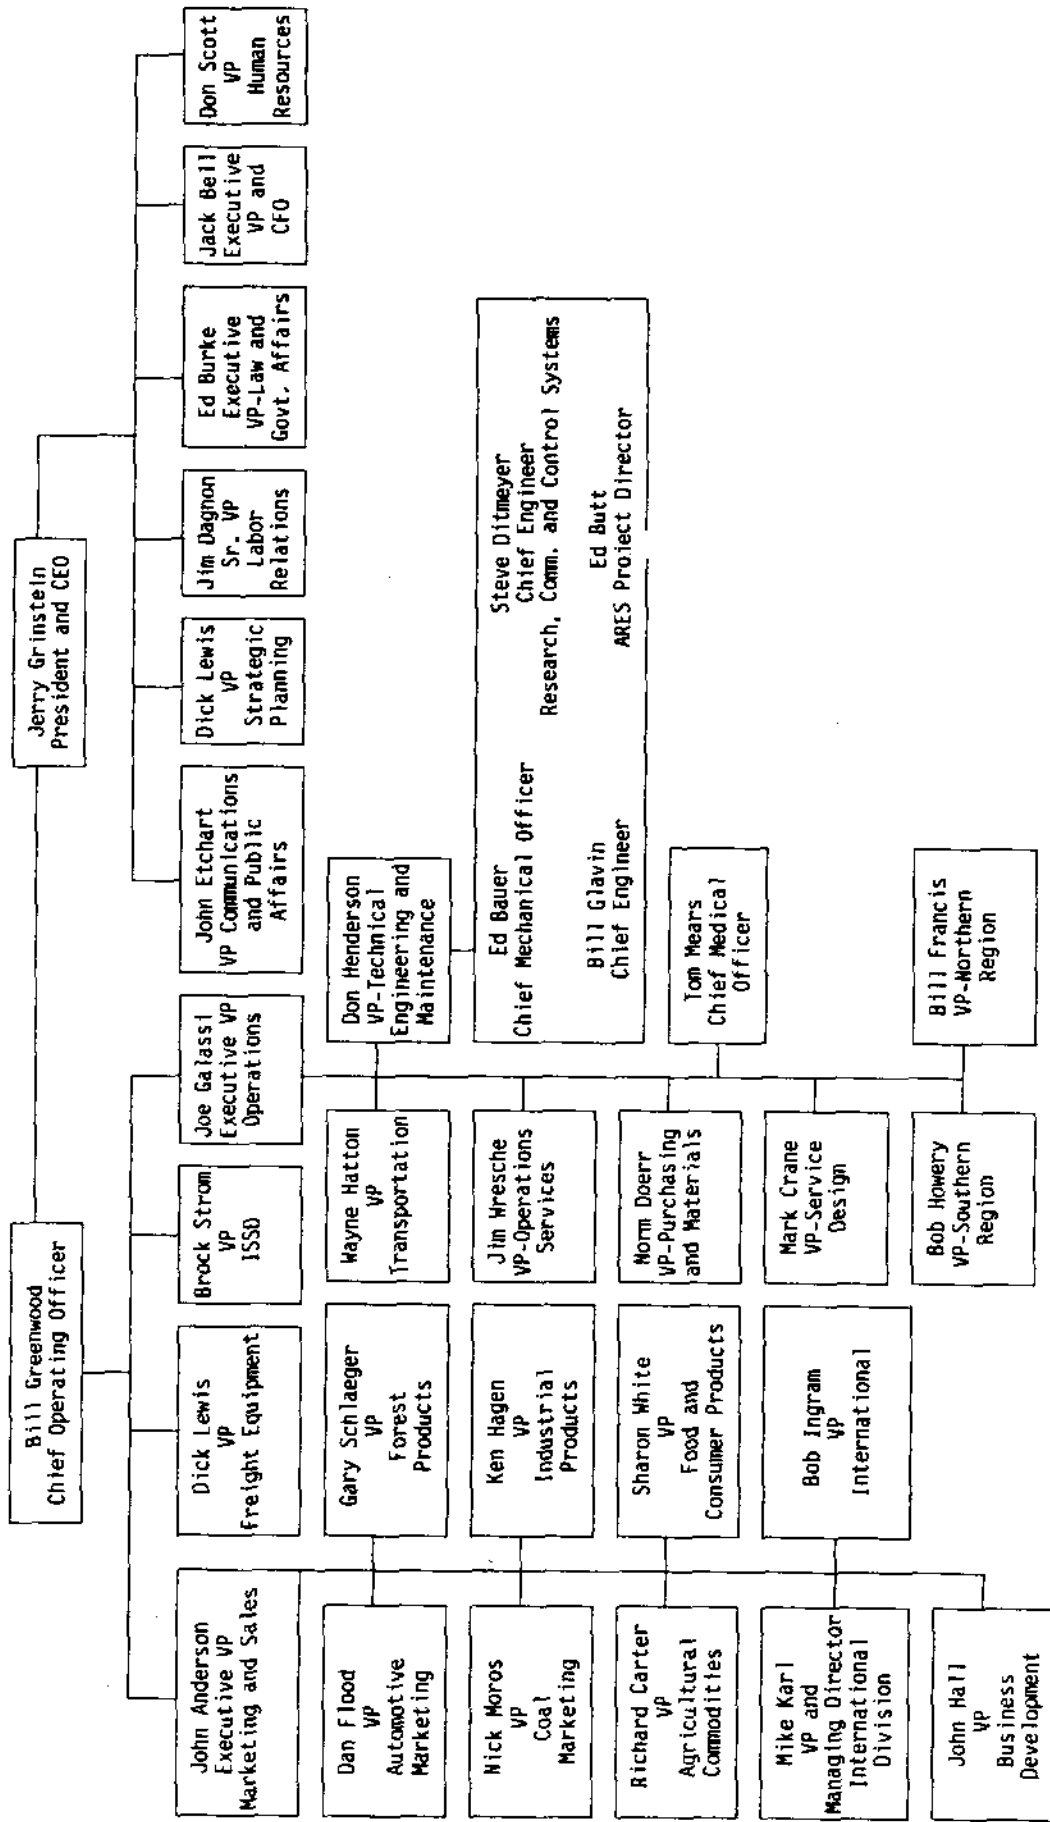 Bill Greenwood
Chief Operating Officer
Jerry Grinstein
President and CEO
John Anderson
Executive VP
Marketing and Sales
Dick Lewis
VP
Freight Equipment
Brock Strom
VP
ISSD
Joe Galassi
Executive VP
Operations
John Etchart
VP Communications
and Public
Affairs
Dick Lewis
VP
Strategic
Planning
Jim Dagnon
Sr. VP
Labor
Relations
Ed Burke
Executive
VP-Law and
Govt. Affairs
Jack Bell
Executive
VP and
CFO
Don Scott
VP
Human
Resources
Dan Flood
VP
Automotive
Marketing
Gary Schlaeger
VP
Forest
Products
Wayne Hatton
VP
Transportation
Don Henderson
VP-Technical
Engineering and
Maintenance
Nick Moros
VP
Coal
Marketing
Ken Hagen
VP
Industrial
Products
Jim Wresche
VP-Operations
Services
Ed Bauer
Chief Mechanical Officer
Steve Ditmeyer
Chief Engineer
Research, Comm. and Control Systems
Bill Glavin
Chief Engineer
Ed Butt
ARES Project Director
Richard Carter
VP
Agricultural
Commodities
Sharon White
VP
Food and
Consumer Products
Norm Doerr
VP-Purchasing
and Materials
Tom Mears
Chief Medical
Officer
Mike Karl
VP and
Managing Director
International
Division
Bob Ingram
VP
International
Mark Crane
VP-Service
Design
John Hall
VP
Business
Development
Bob Howery
VP-Southern
Region
Bill Francis
VP-Northern
Region